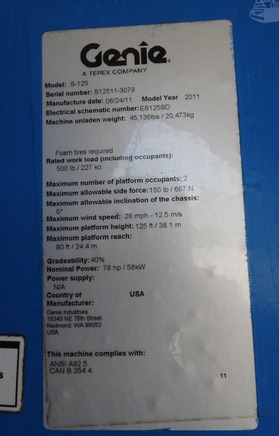 Genie
A TEREX COMPANY
Model: S-125
Serial number: S12511-3079
Manufacture date: 06/24/11 Model Year 2011
Electrical schematic number: ES125SD
Machine unladen weight: 45,136lbs / 20,473kg
Foam tires required
Rated work load (including occupants):
500 lb / 227 kg
Maximum number of platform occupants: 2
Maximum allowable side force: 150 lb / 667 N
Maximum allowable inclination of the chassis:
0°
Maximum wind speed: 28 mph - 12.5 m/s
Maximum platform height: 125 ft / 38.1 m
Maximum platform reach:
80 ft / 24.4 m
Gradeability: 40%
Nominal Power: 78 hp / 58kW
Power supply:
N/A
Country of USA
Manufacturer:
Genie Industries
18340 NE 76th Street
Redmond, WA 98052
USA
This machine complies with:
ANSI A92.5
CAN B 354.4
11
s